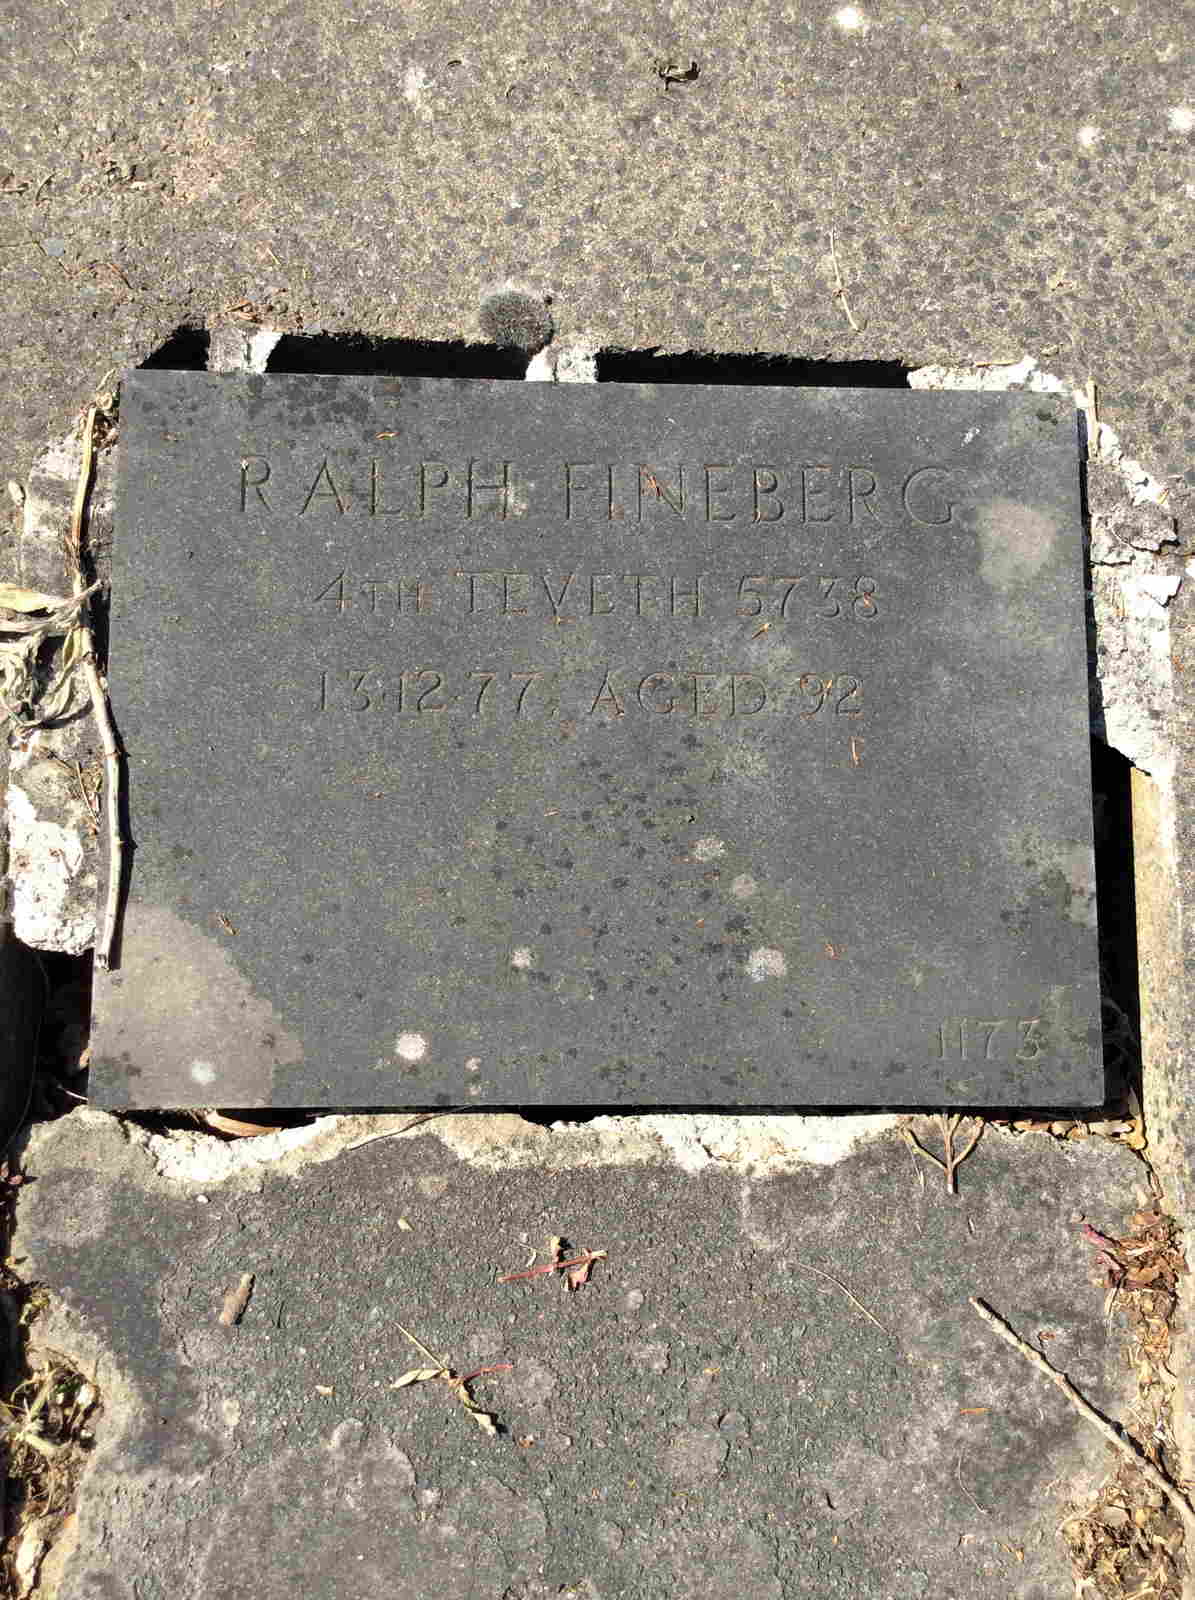 RALPH FINEBERG
4TH TEVETH 5738
13·12·77, AGED 92
1173